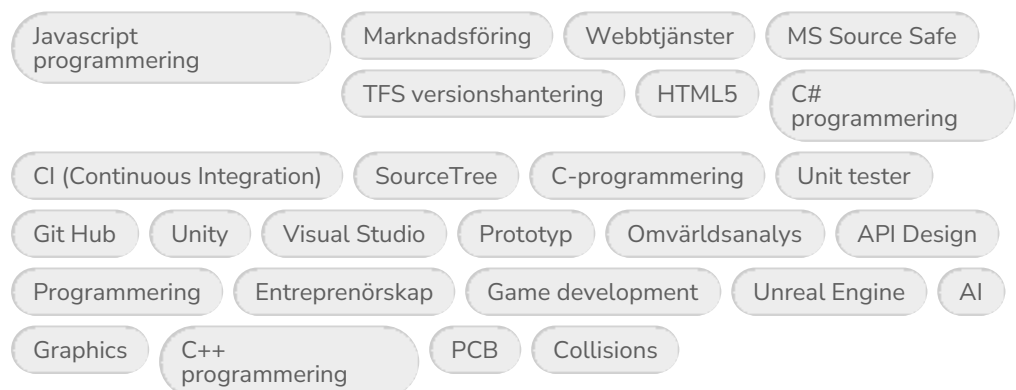 Javascript
programmering
Marknadsföring
Webbtjänster
MS Source Safe
TFS versionshantering
HTML5
C#
programmering
CI (Continuous Integration)
SourceTree
C-programmering
Unit tester
Git Hub
Unity
Visual Studio
Prototyp
Omvärldsanalys
API Design
Programmering
Entreprenörskap
Game development
Unreal Engine
AI
Graphics
C++
programmering
PCB
Collisions